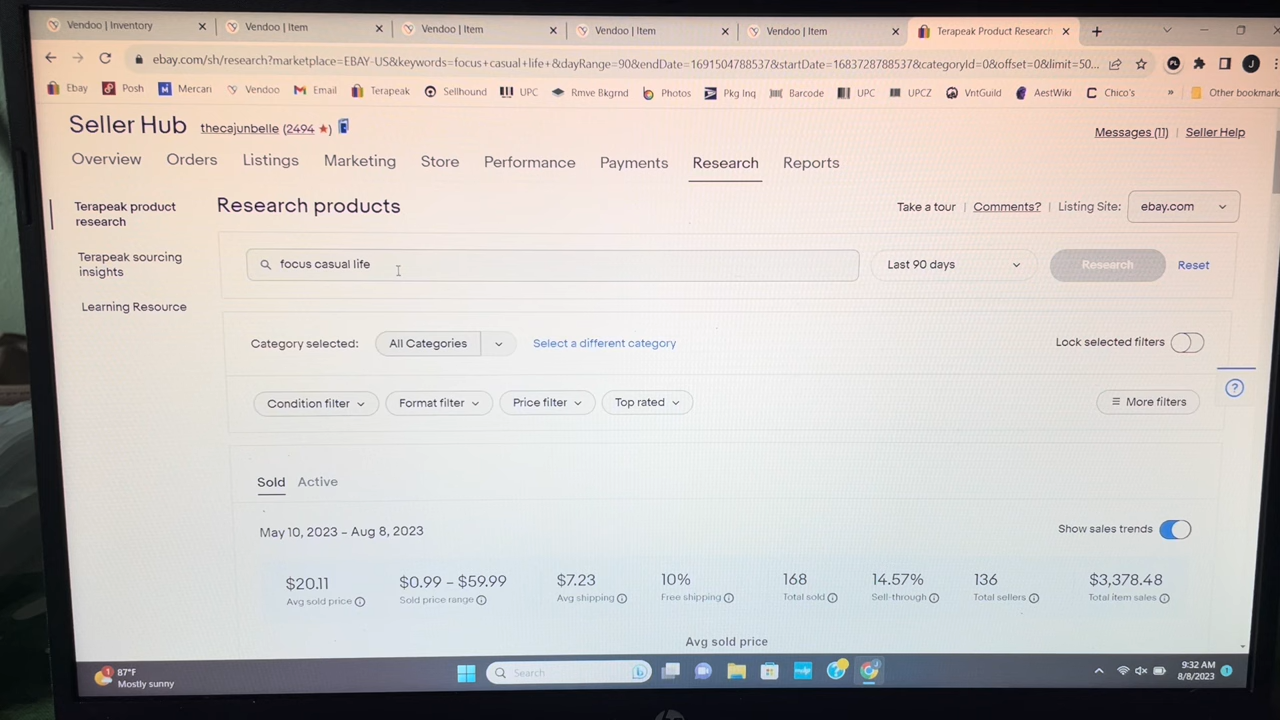 Vendoo | Inventory
Vendoo | Item
Vendoo | Item
Vendoo | Item
Vendoo | Item
Terapeak Product Research
ebay.com/sh/research?marketplace=EBAY-US&keywords=focus+casual+life+&dayRange=90&endDate=1691504788537&startDate=1683728788537&categoryId=0&offset=0&limit=50...
J
Ebay
Posh
M Mercari
Vendoo
Email
Terapeak
Sellhound
UPC
Rmve Bkgrnd
Photos
Pkg Inq
Barcode
UPC
UPCZ
VntGuild
AestWiki
Chico's
»
Other bookmark
Seller Hub thecajunbelle (2494 ★)
Messages (11) | Seller Help
Overview Orders Listings Marketing Store Performance Payments Research Reports
Terapeak product
research
Terapeak sourcing
insights
Learning Resource
Research products
Take a tour | Comments? | Listing Site: ebay.com
focus casual life
Last 90 days
Research
Reset
Category selected: All Categories
Select a different category
Lock selected filters
Condition filter
Format filter
Price filter
Top rated
More filters
?
Sold Active
May 10, 2023 – Aug 8, 2023
Show sales trends
$20.11 $0.99 – $59.99 $7.23 10% 168 14.57% 136 $3,378.48
Avg sold price Sold price range Avg shipping Free shipping Total sold Sell-through Total sellers Total item sales
Avg sold price
1
87°F
Mostly sunny
Search
9:32 AM
8/8/2023
1
hp